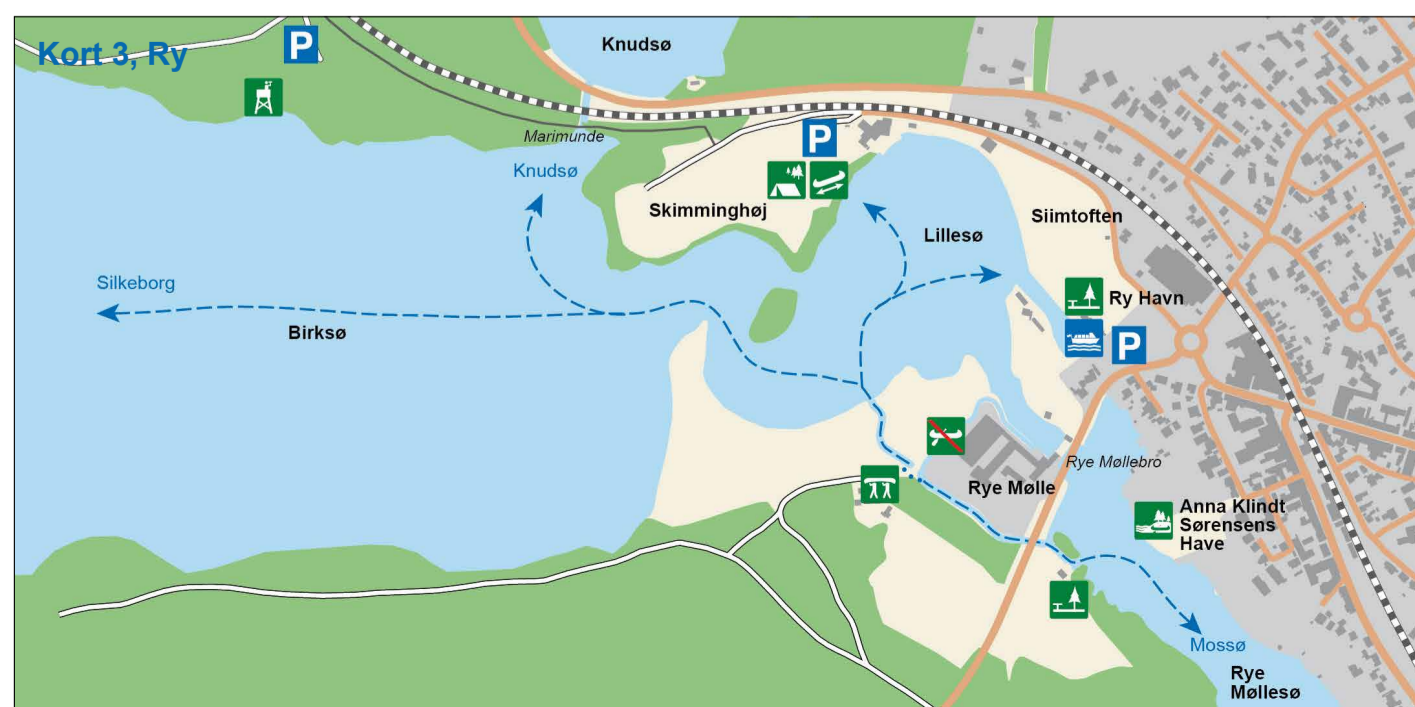 Kort 3, Ry
P
Knudsø
Marimunde
P
Knudsø
Skimminghøj
Siimtoften
Lillesø
Silkeborg
Ry Havn
Birksø
P
Rye Møllebro
Rye Mølle
Anna Klindt
Sørensens
Have
Mossø
Rye
Møllesø